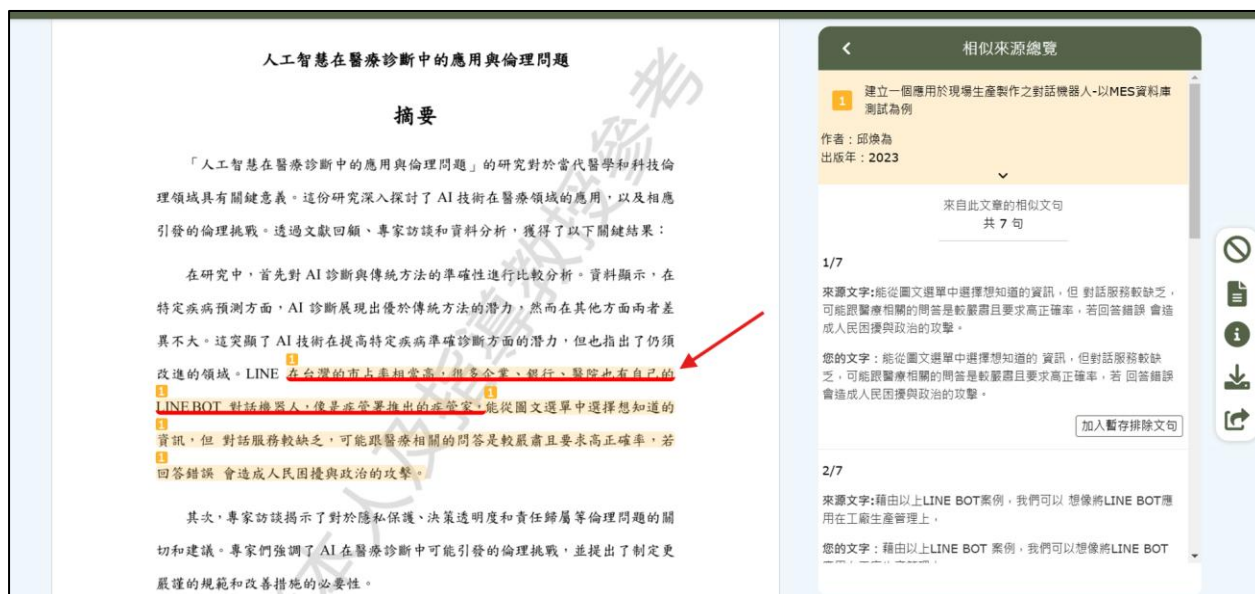 人工智慧在醫療診斷中的應用與倫理問題
摘要
「人工智慧在醫療診斷中的應用與倫理問題」的研究對於當代醫學和科技倫
理領域具有關鍵意義。這份研究深入探討了 AI 技術在醫療領域的應用，以及相應
引發的倫理挑戰。透過文獻回顧、專家訪談和資料分析，獲得了以下關鍵結果：
在研究中，首先對 AI 診斷與傳統方法的準確性進行比較分析。資料顯示，在
特定疾病預測方面，AI 診斷展現出優於傳統方法的潛力，然而在其他方面兩者差
異不大。這突顯了 AI 技術在提高特定疾病準確診斷方面的潛力，但也指出了仍須
1
改進的領域。LINE 在台灣的市占率相當高，很多企業、銀行、醫院也有自己的
1 1
LINE BOT 對話機器人，像是疾管署推出的疾管家，能從圖文選單中選擇想知道的
1
資訊，但 對話服務較缺乏，可能跟醫療相關的問答是較嚴肅且要求高正確率，若
1
回答錯誤 會造成人民困擾與政治的攻擊。
其次，專家訪談揭示了對於隱私保護、決策透明度和責任歸屬等倫理問題的關
切和建議。專家們強調了 AI 在醫療診斷中可能引發的倫理挑戰，並提出了制定更
嚴謹的規範和改善措施的必要性。
本人及指導教授參考
相似來源總覽
1
建立一個應用於現場生產製作之對話機器人-以MES資料庫
測試為例
作者：邱煥為
出版年：2023
來自此文章的相似文句
共 7 句
1/7
來源文字:能從圖文選單中選擇想知道的資訊，但 對話服務較缺乏，
可能跟醫療相關的問答是較嚴肅且要求高正確率，若回答錯誤 會造
成人民困擾與政治的攻擊。
您的文字：能從圖文選單中選擇想知道的 資訊，但對話服務較缺
乏，可能跟醫療相關的問答是較嚴肅且要求高正確率，若 回答錯誤
會造成人民困擾與政治的攻擊。
加入暫存排除文句
2/7
來源文字:藉由以上LINE BOT案例，我們可以 想像將LINE BOT應
用在工廠生產管理上，
您的文字：藉由以上LINE BOT 案例，我們可以想像將LINE BOT